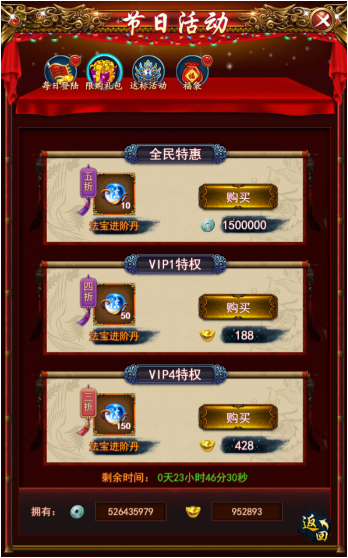 节日活动
每日登陆 限购礼包 达标活动 福袋
全民特惠
五折
10
购买
法宝进阶丹
1500000
VIP1特权
四折
50
购买
法宝进阶丹
188
VIP4特权
三折
150
购买
法宝进阶丹
428
剩余时间： 0天23小时46分30秒
拥有： 526435979 952893
返回